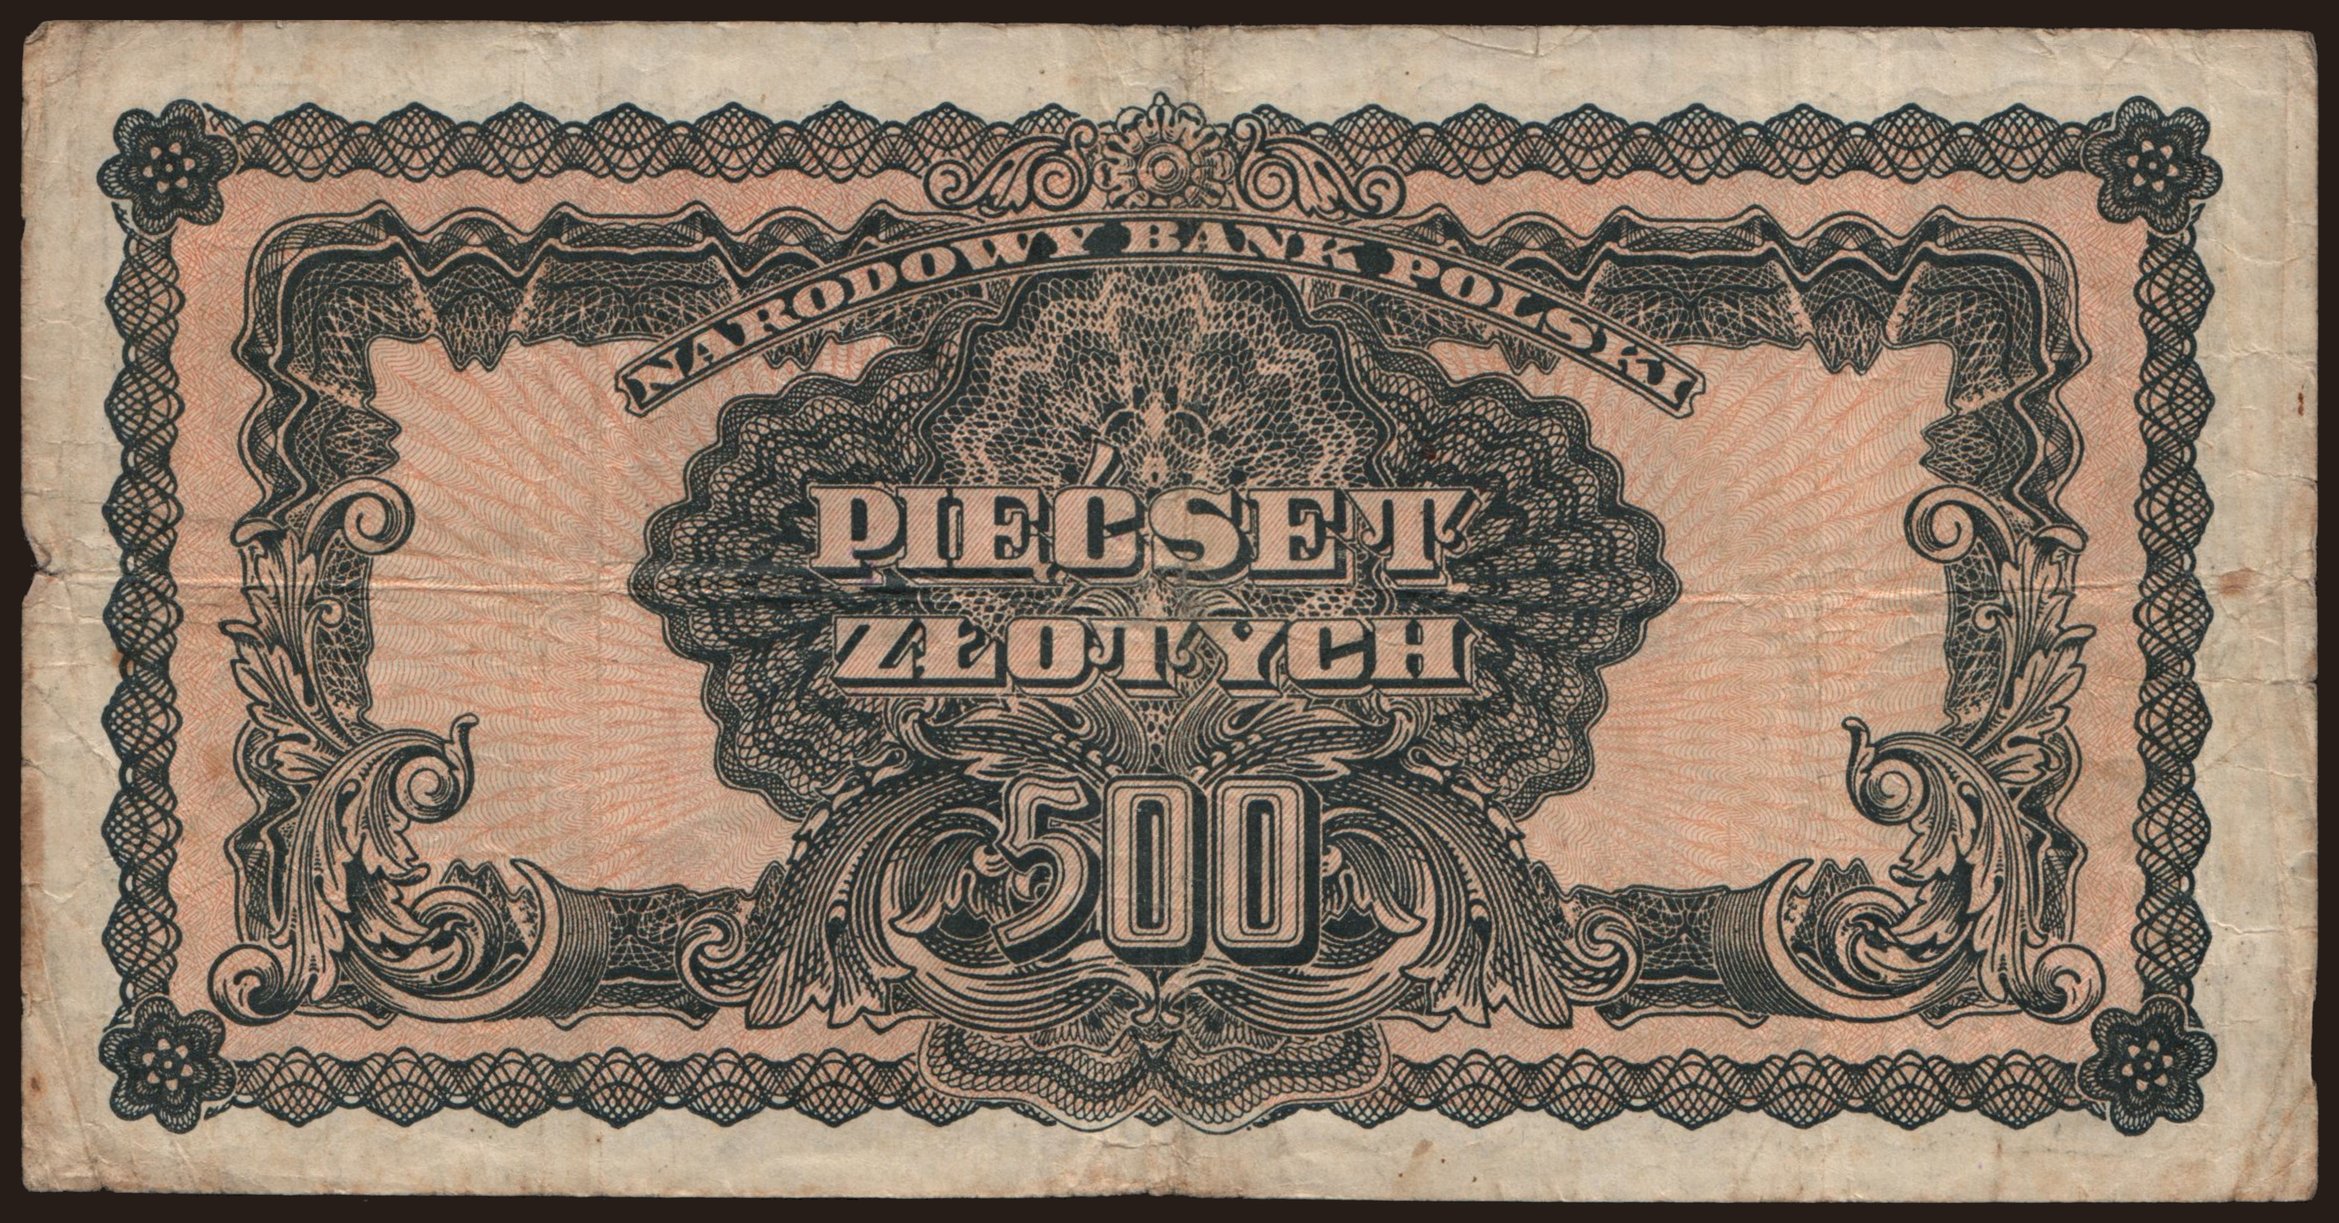 NARODOWY BANK POLSKI
PIĘĆSET
ZŁOTYCH
500